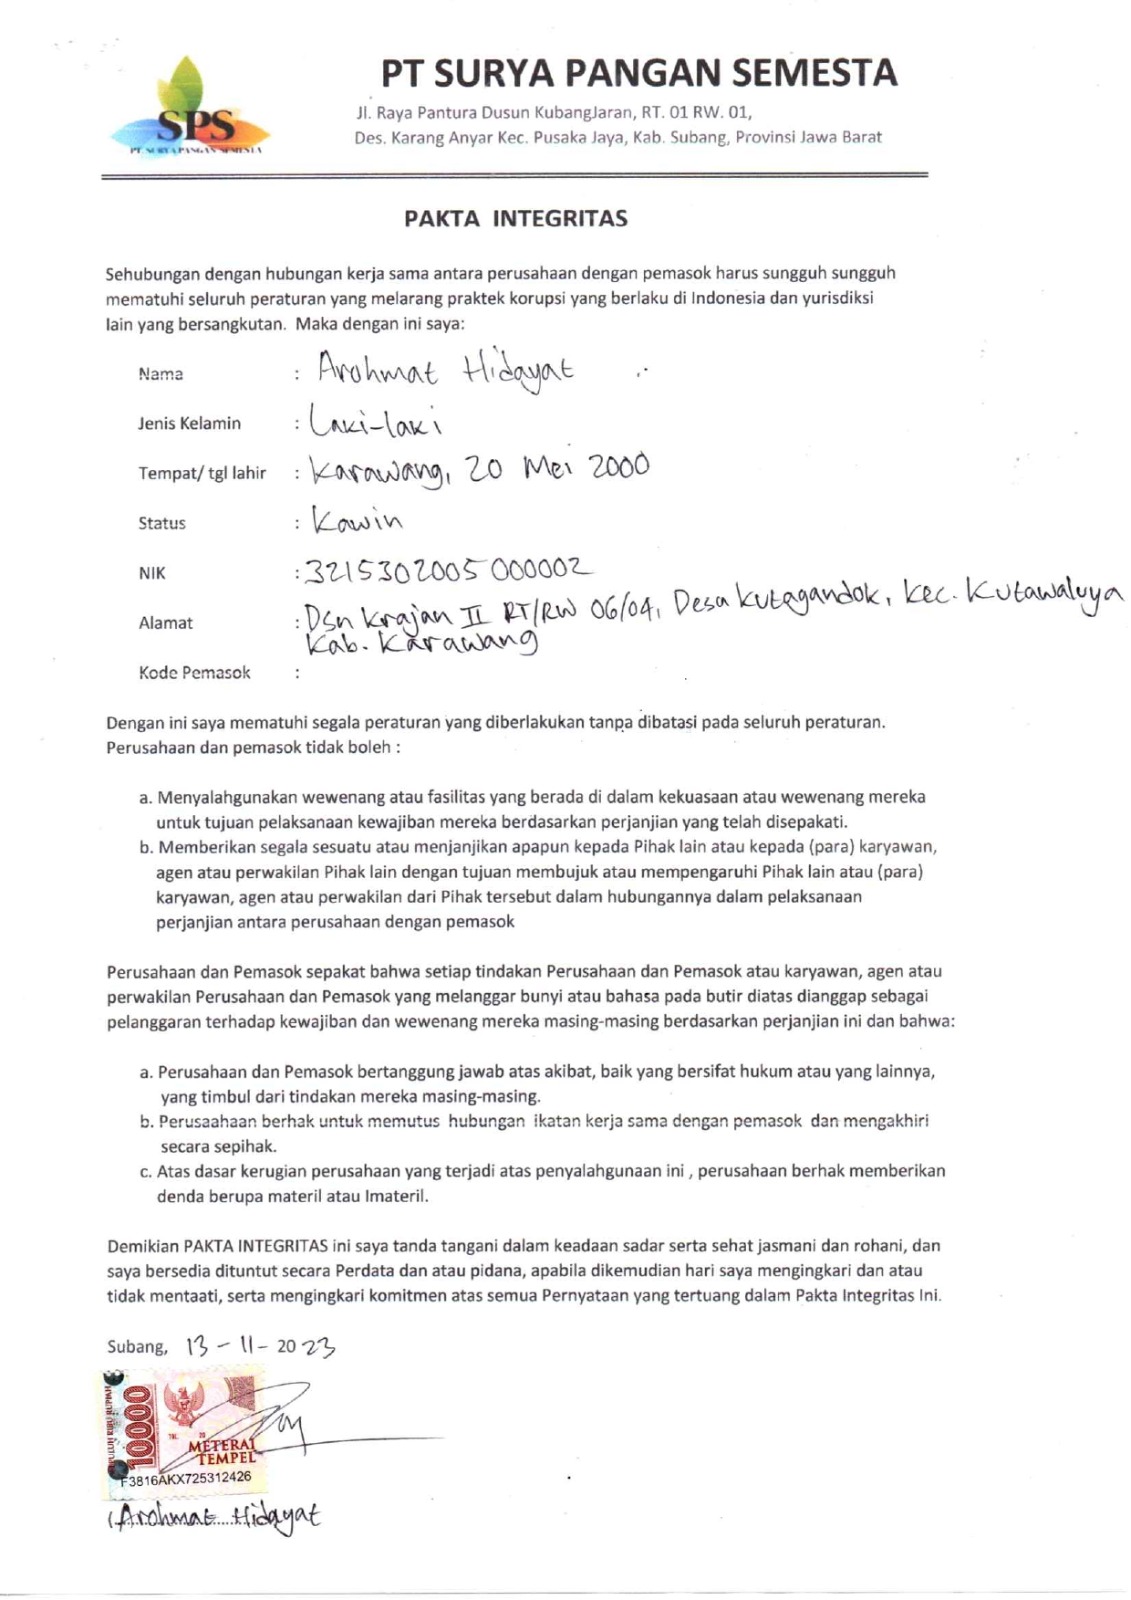 SPS
PT SURYA PANGAN SEMESTA
PT SURYA PANGAN SEMESTA
Jl. Raya Pantura Dusun KubangJaran, RT. 01 RW. 01,
Des. Karang Anyar Kec. Pusaka Jaya, Kab. Subang, Provinsi Jawa Barat
PAKTA INTEGRITAS
Sehubungan dengan hubungan kerja sama antara perusahaan dengan pemasok harus sungguh sungguh
mematuhi seluruh peraturan yang melarang praktek korupsi yang berlaku di Indonesia dan yurisdiksi
lain yang bersangkutan. Maka dengan ini saya:
Nama : Arohmat Hidayat
Jenis Kelamin : Laki-laki
Tempat/ tgl lahir : Karawang, 20 Mei 2000
Status : Kawin
NIK : 3215302005000002
Alamat : Dsn Krajan II RT/RW 06/04, Desa Kutagandok, Kec. Kutawaluya
Kab. Karawang
Kode Pemasok :
Dengan ini saya mematuhi segala peraturan yang diberlakukan tanpa dibatasi pada seluruh peraturan.
Perusahaan dan pemasok tidak boleh :
a. Menyalahgunakan wewenang atau fasilitas yang berada di dalam kekuasaan atau wewenang mereka
untuk tujuan pelaksanaan kewajiban mereka berdasarkan perjanjian yang telah disepakati.
b. Memberikan segala sesuatu atau menjanjikan apapun kepada Pihak lain atau kepada (para) karyawan,
agen atau perwakilan Pihak lain dengan tujuan membujuk atau mempengaruhi Pihak lain atau (para)
karyawan, agen atau perwakilan dari Pihak tersebut dalam hubungannya dalam pelaksanaan
perjanjian antara perusahaan dengan pemasok
Perusahaan dan Pemasok sepakat bahwa setiap tindakan Perusahaan dan Pemasok atau karyawan, agen atau
perwakilan Perusahaan dan Pemasok yang melanggar bunyi atau bahasa pada butir diatas dianggap sebagai
pelanggaran terhadap kewajiban dan wewenang mereka masing-masing berdasarkan perjanjian ini dan bahwa:
a. Perusahaan dan Pemasok bertanggung jawab atas akibat, baik yang bersifat hukum atau yang lainnya,
yang timbul dari tindakan mereka masing-masing.
b. Perusaahaan berhak untuk memutus hubungan ikatan kerja sama dengan pemasok dan mengakhiri
secara sepihak.
c. Atas dasar kerugian perusahaan yang terjadi atas penyalahgunaan ini , perusahaan berhak memberikan
denda berupa materil atau Imateril.
Demikian PAKTA INTEGRITAS ini saya tanda tangani dalam keadaan sadar serta sehat jasmani dan rohani, dan
saya bersedia dituntut secara Perdata dan atau pidana, apabila dikemudian hari saya mengingkari dan atau
tidak mentaati, serta mengingkari komitmen atas semua Pernyataan yang tertuang dalam Pakta Integritas Ini.
Subang, 13 - 11 - 2023
10000
TGL. 20
METERAI
TEMPEL
F3816AKX725312426
(Arohmat Hidayat